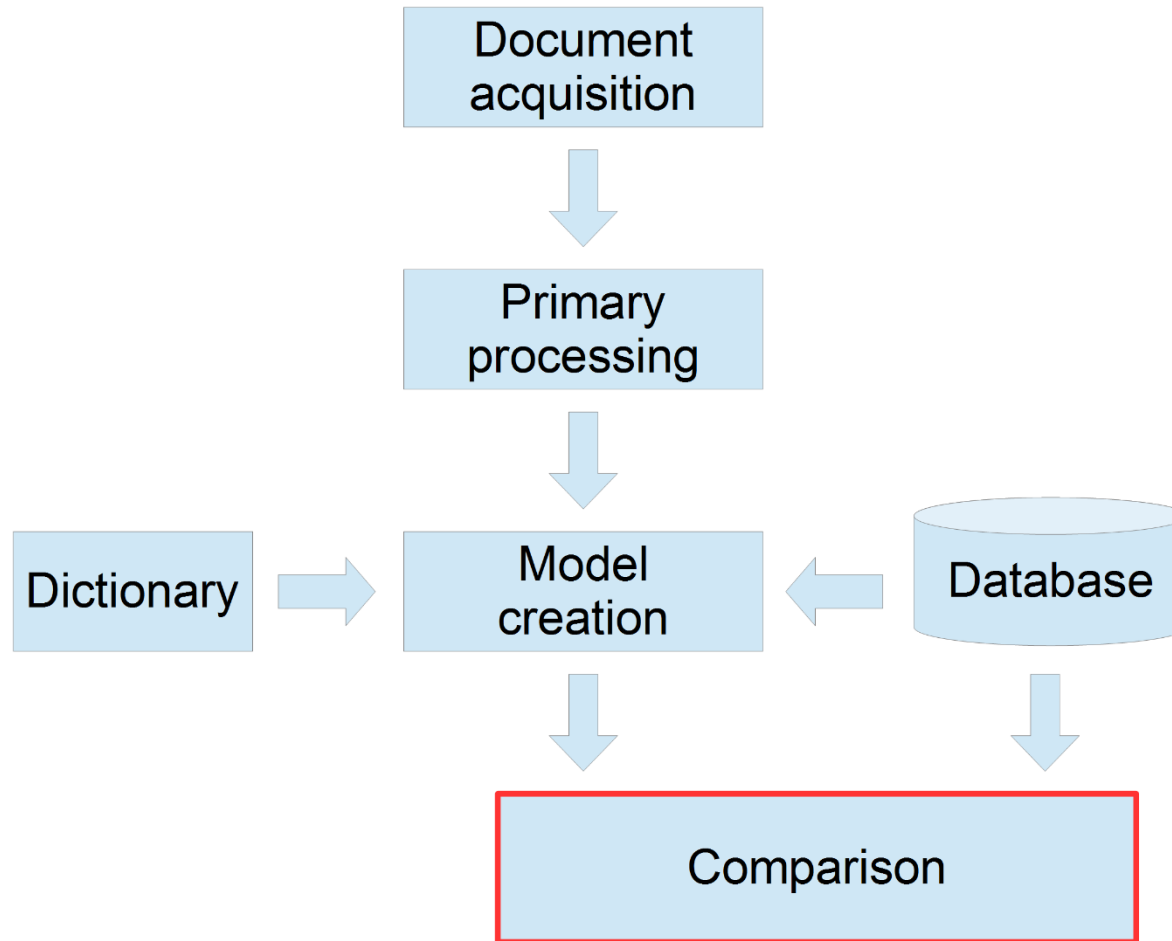 Document
acquisition
Primary
processing
Dictionary
Model
creation
Database
Comparison